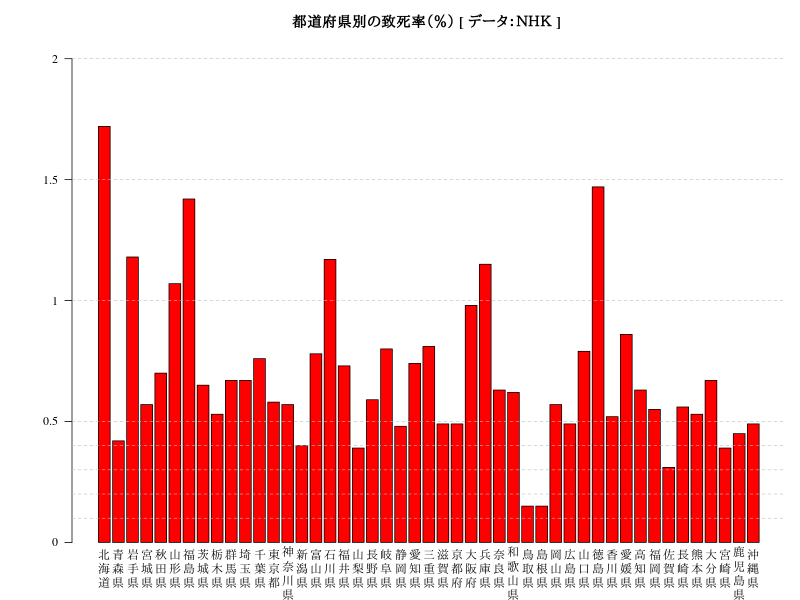 都道府県別の致死率(%) [ データ:NHK ]
2
1.5
1
0.5
0
北海道
青森県
岩手県
宮城県
秋田県
山形県
福島県
茨城県
栃木県
群馬県
埼玉県
千葉県
東京都
神奈川県
新潟県
富山県
石川県
福井県
山梨県
長野県
岐阜県
静岡県
愛知県
三重県
滋賀県
京都府
大阪府
兵庫県
奈良県
和歌山県
鳥取県
島根県
岡山県
広島県
山口県
徳島県
香川県
愛媛県
高知県
福岡県
佐賀県
長崎県
熊本県
大分県
宮崎県
鹿児島県
沖縄県